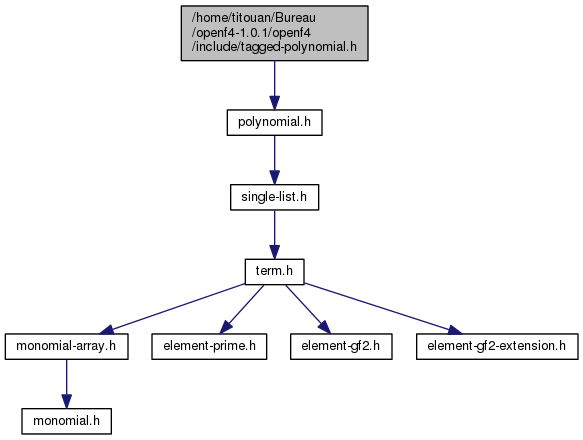 /home/titouan/Bureau
/openf4-1.0.1/openf4
/include/tagged-polynomial.h
polynomial.h
single-list.h
term.h
monomial-array.h
element-prime.h
element-gf2.h
element-gf2-extension.h
monomial.h